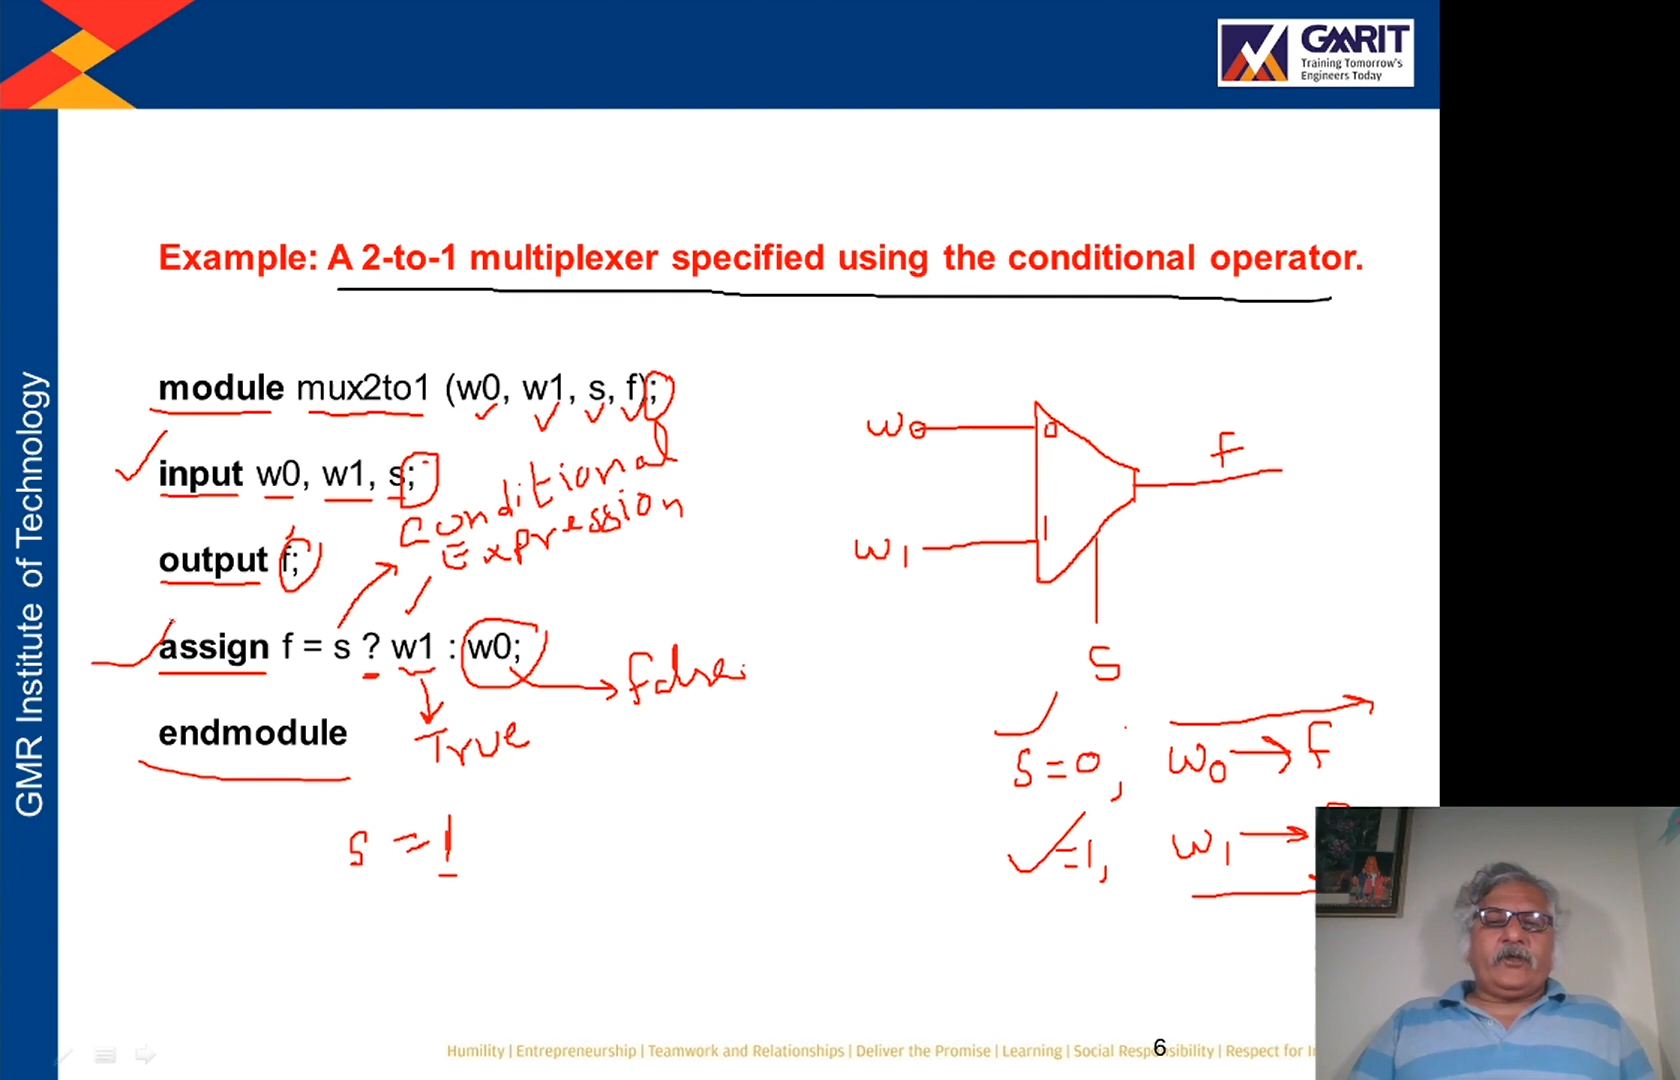 GMRIT
Training Tomorrow's
Engineers Today
GMR Institute of Technology
Example: A 2-to-1 multiplexer specified using the conditional operator.
module mux2to1 (w0, w1, s, f);
input w0, w1, s;
output f;
assign f = s ? w1 : w0;
endmodule
Conditional
Expression
True
False
s = 1
w0
0
w1
1
F
S
S=0, w0 → F
=1, w1 →
Humility | Entrepreneurship | Teamwork and Relationships | Deliver the Promise | Learning | Social Responsibility | Respect for
6